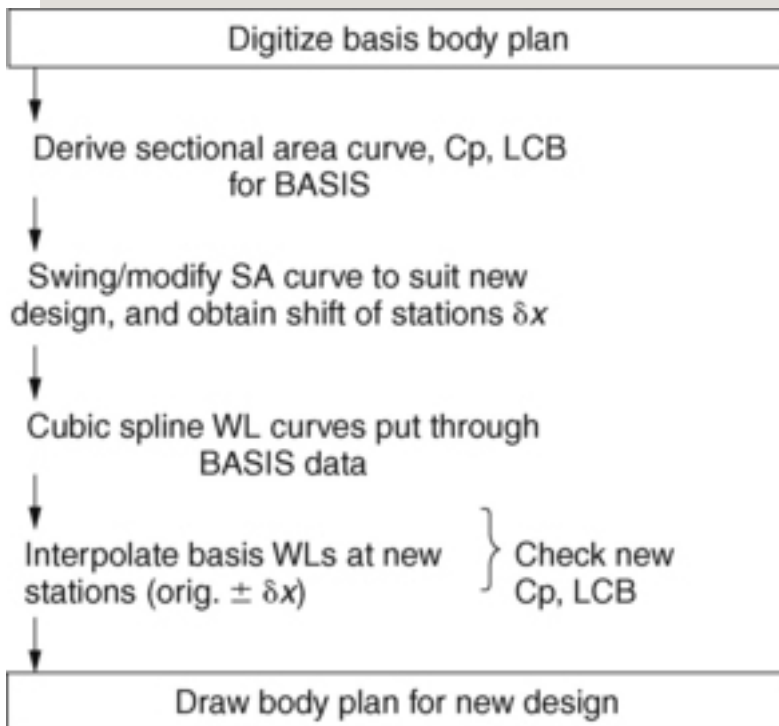 Digitize basis body plan
Derive sectional area curve, Cp, LCB
for BASIS
Swing/modify SA curve to suit new
design, and obtain shift of stations δx
Cubic spline WL curves put through
BASIS data
Interpolate basis WLs at new
stations (orig. ± δx)
Check new
Cp, LCB
Draw body plan for new design